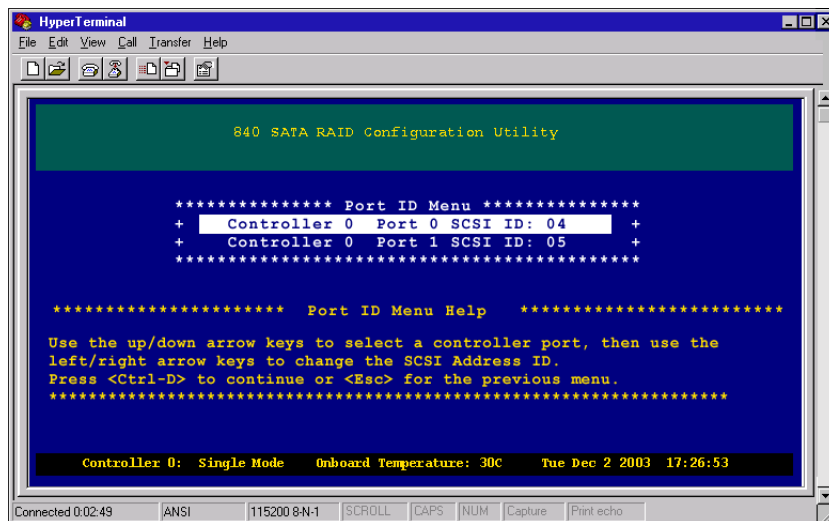 HyperTerminal
File Edit View Call Transfer Help
840 SATA RAID Configuration Utility
*************** Port ID Menu ***************
+ Controller 0 Port 0 SCSI ID: 04 +
+ Controller 0 Port 1 SCSI ID: 05 +
********************************************
********************** Port ID Menu Help *************************
Use the up/down arrow keys to select a controller port, then use the
left/right arrow keys to change the SCSI Address ID.
Press <Ctrl-D> to continue or <Esc> for the previous menu.
*****************************************************************
Controller 0: Single Mode Onboard Temperature: 30C Tue Dec 2 2003 17:26:53
Connected 0:02:49 ANSI 115200 8-N-1 SCROLL CAPS NUM Capture Print echo